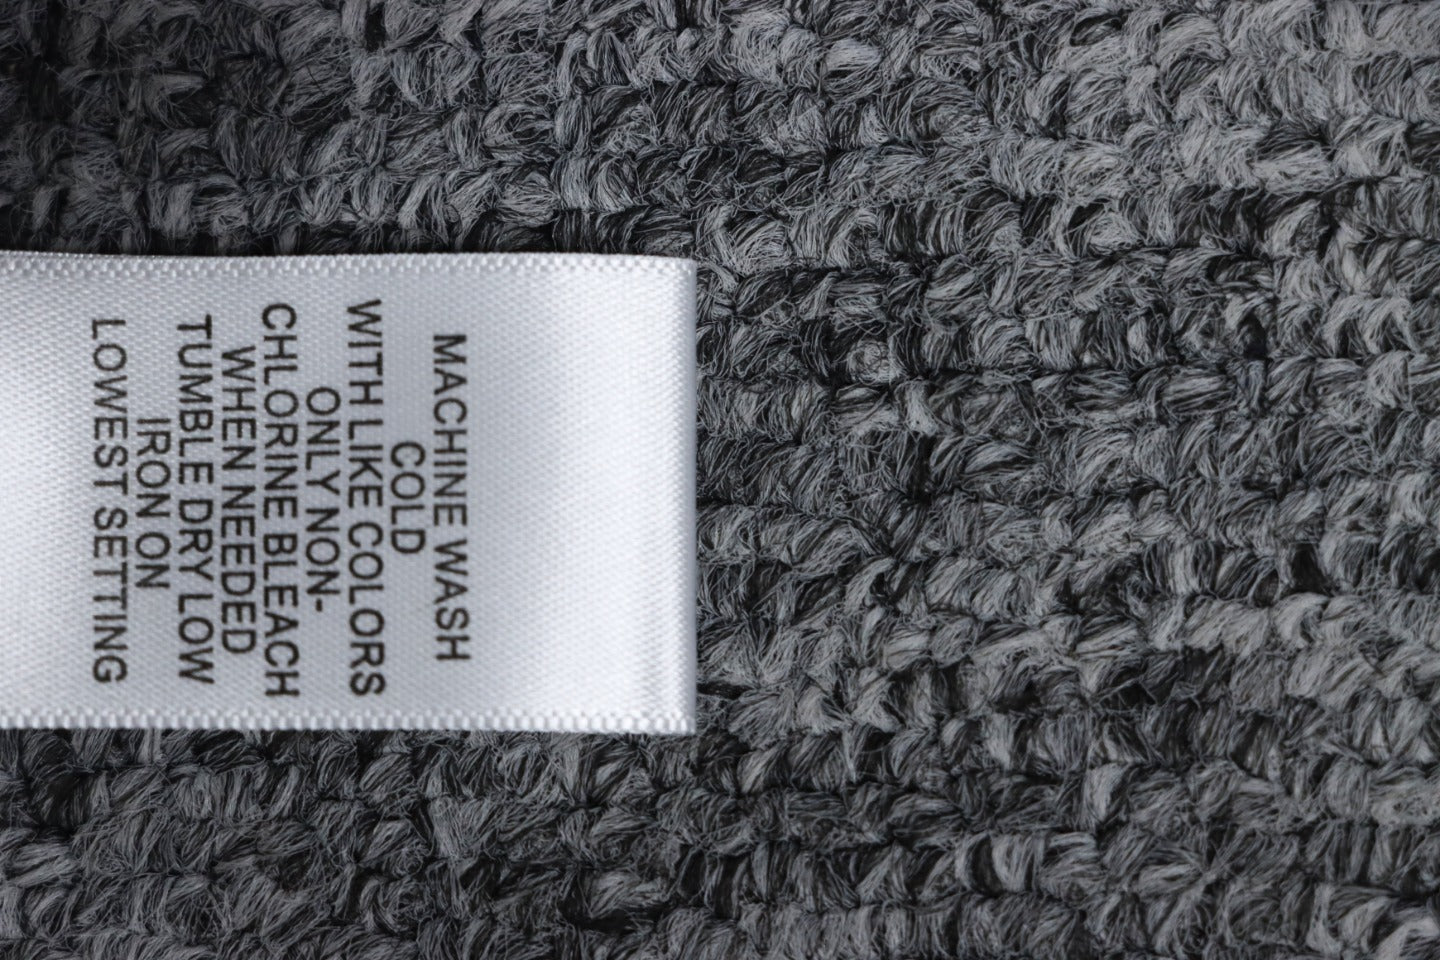 MACHINE WASH
COLD
WITH LIKE COLORS
ONLY NON-
CHLORINE BLEACH
WHEN NEEDED
TUMBLE DRY LOW
IRON ON
LOWEST SETTING